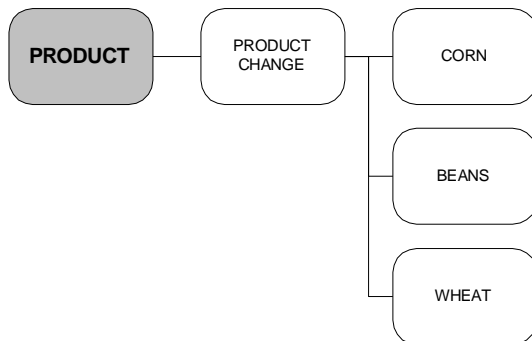 PRODUCT
PRODUCT
CHANGE
CORN
BEANS
WHEAT